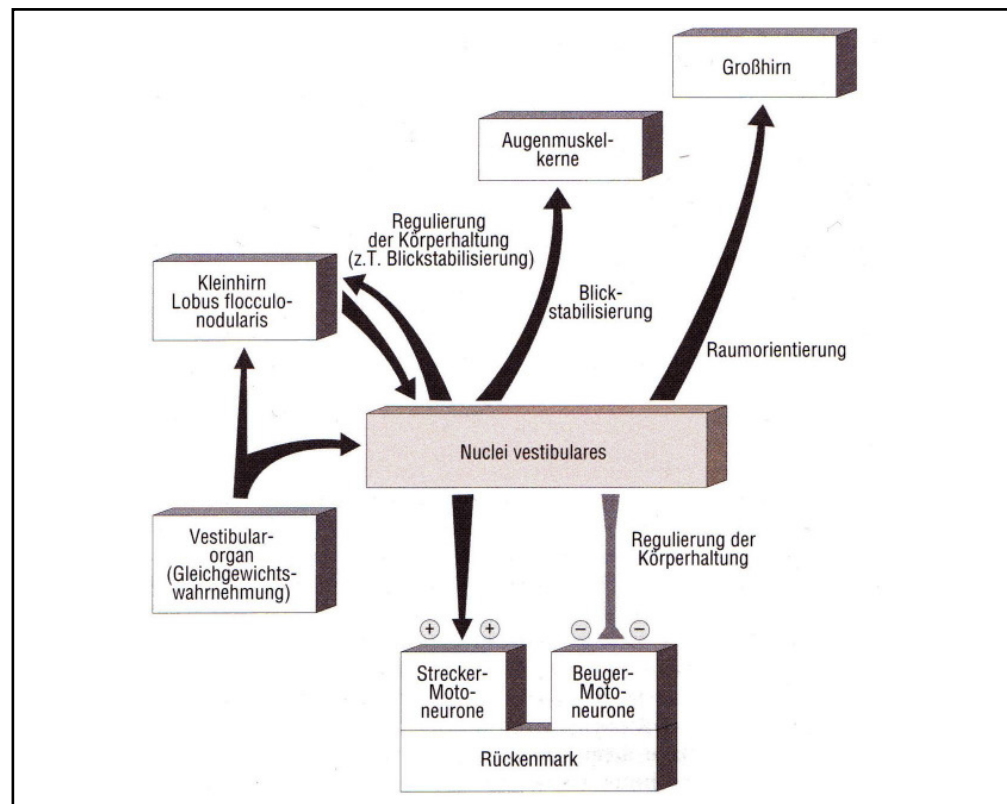 Großhirn
Augenmuskel-
kerne
Regulierung
der Körperhaltung
(z.T. Blickstabilisierung)
Kleinhirn
Lobus flocculo-
nodularis
Blick-
stabilisierung
Raumorientierung
Nuclei vestibulares
Vestibular-
organ
(Gleichgewichts-
wahrnehmung)
Regulierung der
Körperhaltung
+ +
− −
Strecker-
Moto-
neurone
Beuger-
Moto-
neurone
Rückenmark